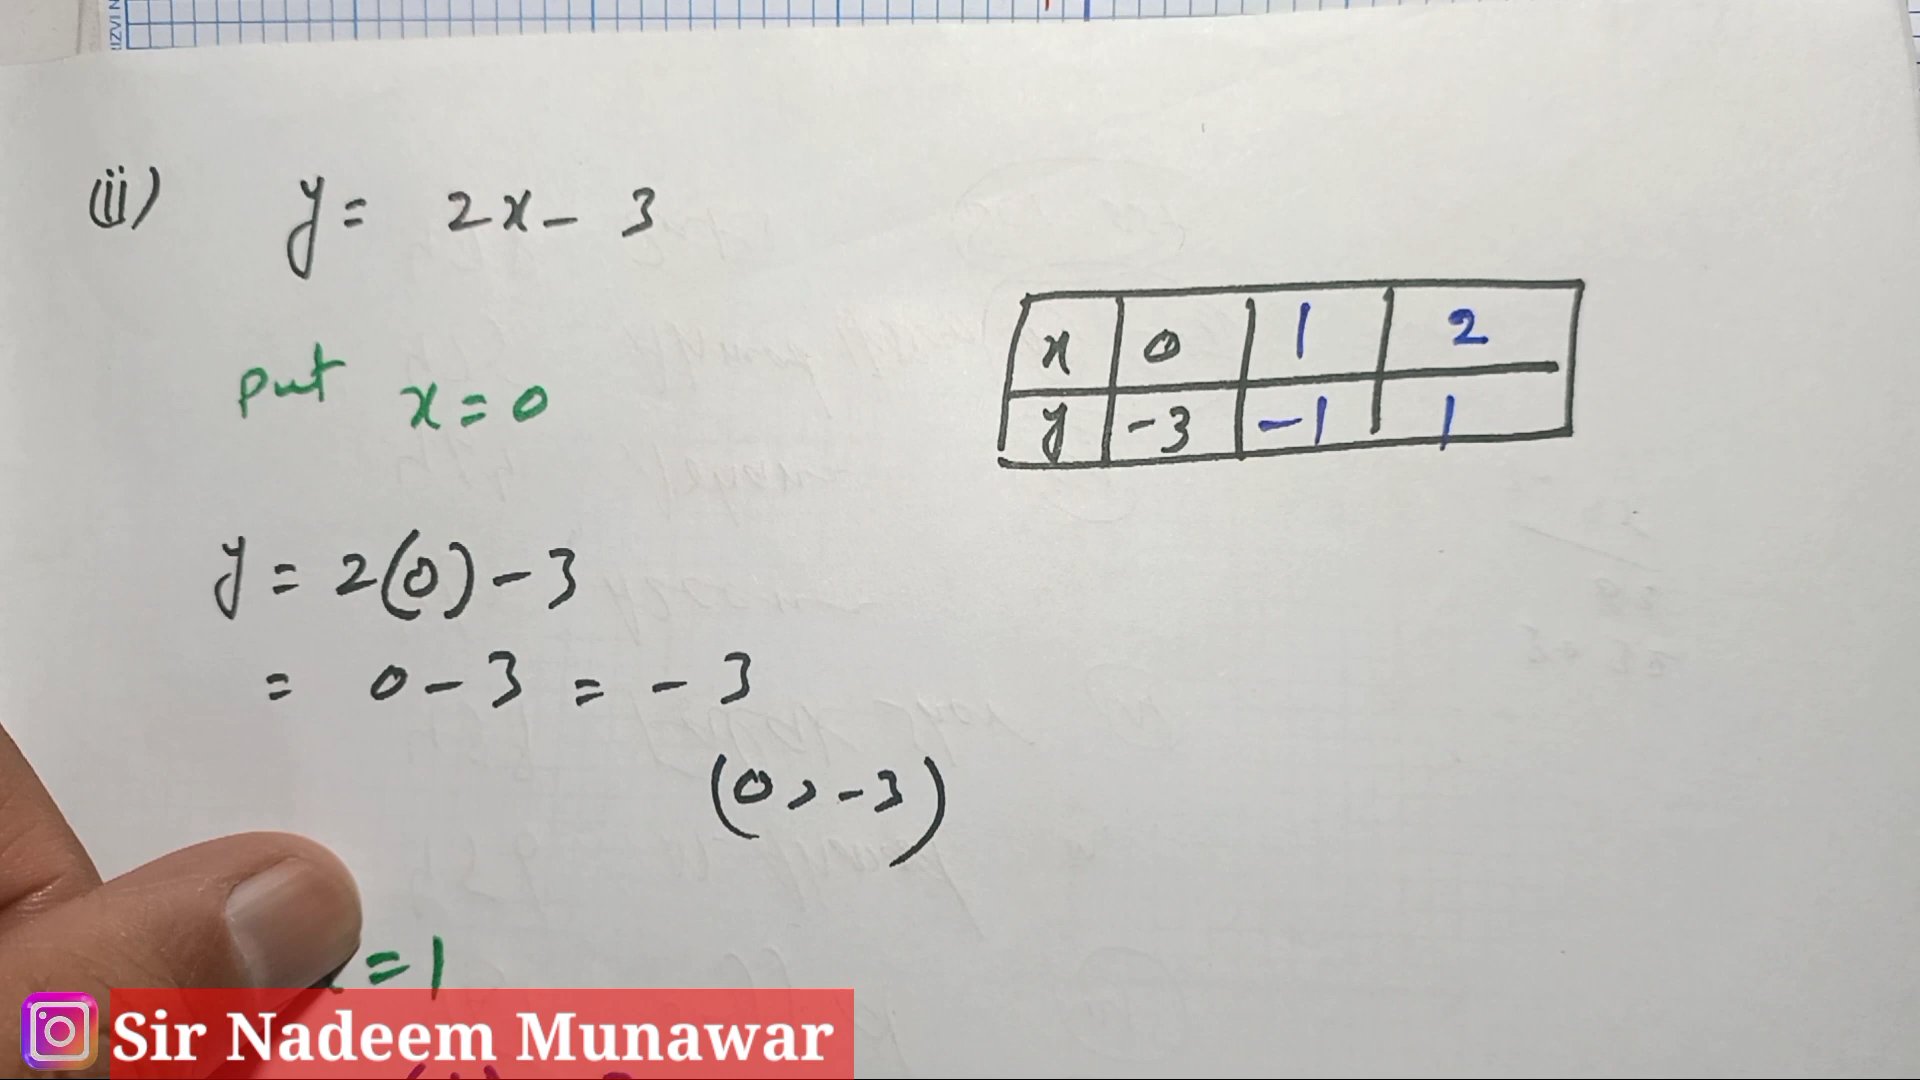 (ii) y = 2x - 3
put x = 0
x 0 1 2
y -3 -1 1
y = 2(0) - 3
= 0 - 3 = - 3
(0, -3)
= 1
Sir Nadeem Munawar